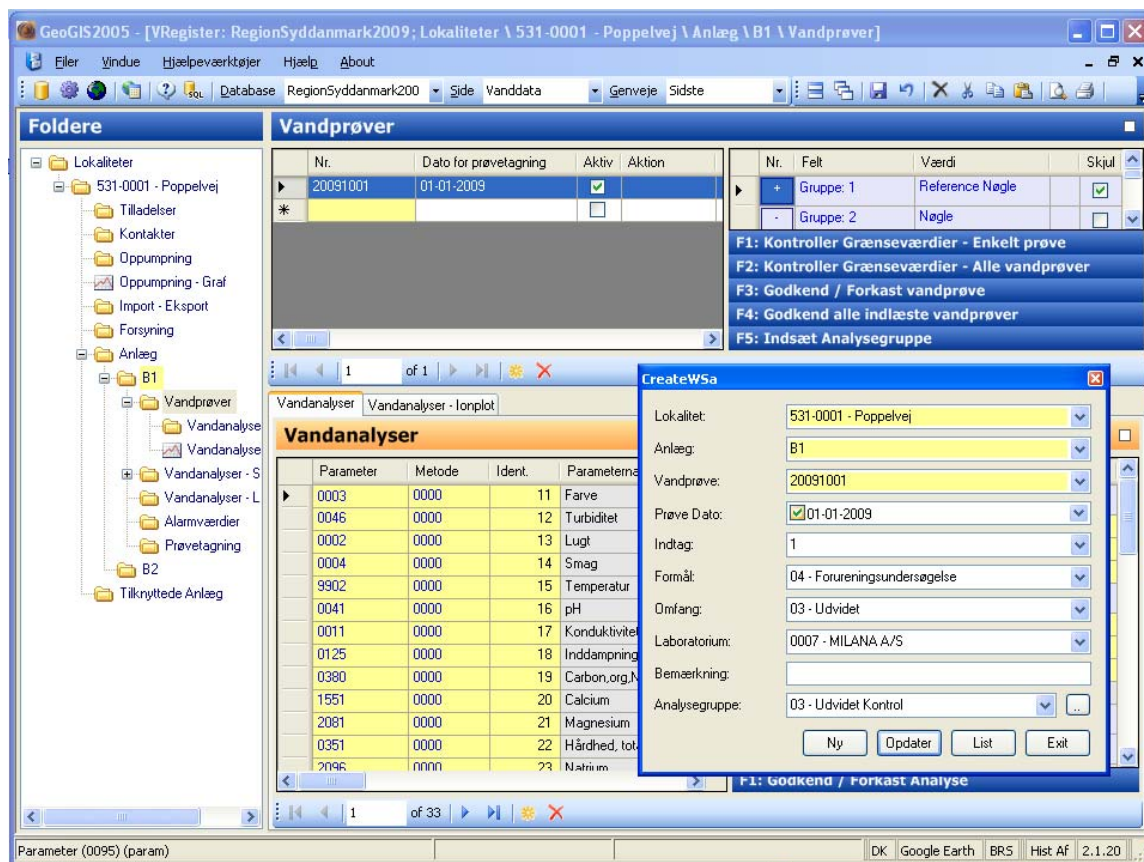 GeoGIS2005 - [VRegister: RegionSyddanmark2009; Lokaliteter \ 531-0001 - Poppelvej \ Anlæg \ B1 \ Vandprøver]
Filer Vindue Hjælpeværktøjer Hjælp About
SQL Database RegionSyddanmark200 Side Vanddata Genveje Sidste
Foldere
Lokaliteter
531-0001 - Poppelvej
Tilladelser
Kontakter
Oppumpning
Oppumpning - Graf
Import - Eksport
Forsyning
Anlæg
B1
Vandprøver
Vandanalyse
Vandanalyse
Vandanalyser - S
Vandanalyser - L
Alarmværdier
Prøvetagning
B2
Tilknyttede Anlæg
Vandprøver
Nr. Dato for prøvetagning Aktiv Aktion
20091001 01-01-2009
Nr. Felt Værdi Skjul
+ Gruppe: 1 Reference Nøgle
- Gruppe: 2 Nøgle
F1: Kontroller Grænseværdier - Enkelt prøve
F2: Kontroller Grænseværdier - Alle vandprøver
F3: Godkend / Forkast vandprøve
F4: Godkend alle indlæste vandprøver
F5: Indsæt Analysegruppe
1 of 1
Vandanalyser Vandanalyser - Ionplot
Vandanalyser
Parameter Metode Ident. Parameterna
0003 0000 11 Farve
0046 0000 12 Turbiditet
0002 0000 13 Lugt
0004 0000 14 Smag
9902 0000 15 Temperatur
0041 0000 16 pH
0011 0000 17 Konduktivitet
0125 0000 18 Inddampning
0380 0000 19 Carbon,org,N
1551 0000 20 Calcium
2081 0000 21 Magnesium
0351 0000 22 Hårdhed, tota
2096 0000 23 Natrium
F1: Godkend / Forkast Analyse
1 of 33
CreateWSa
Lokalitet: 531-0001 - Poppelvej
Anlæg: B1
Vandprøve: 20091001
Prøve Dato: 01-01-2009
Indtag: 1
Formål: 04 - Forureningsundersøgelse
Omfang: 03 - Udvidet
Laboratorium: 0007 - MILANA A/S
Bemærkning:
Analysegruppe: 03 - Udvidet Kontrol ..
Ny Opdater List Exit
Parameter (0095) (param) DK Google Earth BRS Hist Af 2.1.20